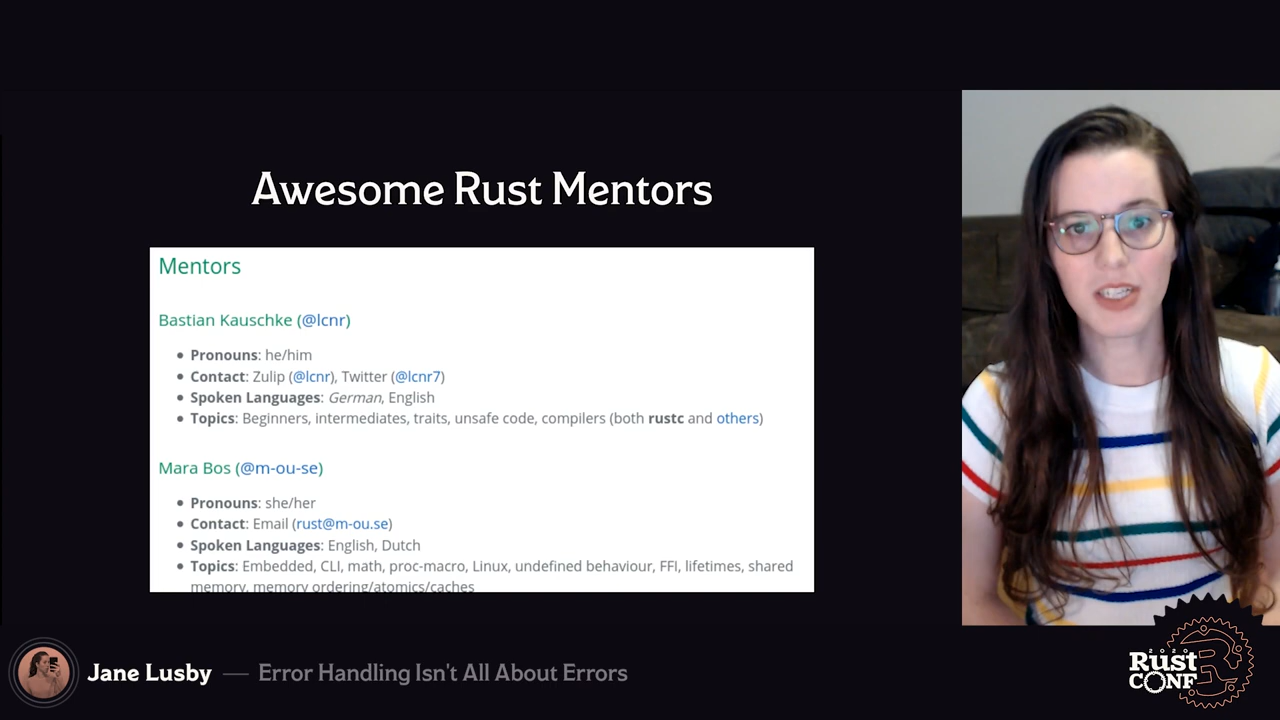 Awesome Rust Mentors
Mentors
Bastian Kauschke (@lcnr)
• Pronouns: he/him
• Contact: Zulip (@lcnr), Twitter (@lcnr7)
• Spoken Languages: German, English
• Topics: Beginners, intermediates, traits, unsafe code, compilers (both rustc and others)
Mara Bos (@m-ou-se)
• Pronouns: she/her
• Contact: Email (rust@m-ou.se)
• Spoken Languages: English, Dutch
• Topics: Embedded, CLI, math, proc-macro, Linux, undefined behaviour, FFI, lifetimes, shared
memory, memory ordering/atomics/caches
Jane Lusby — Error Handling Isn't All About Errors
2020
Rust
CONF
R